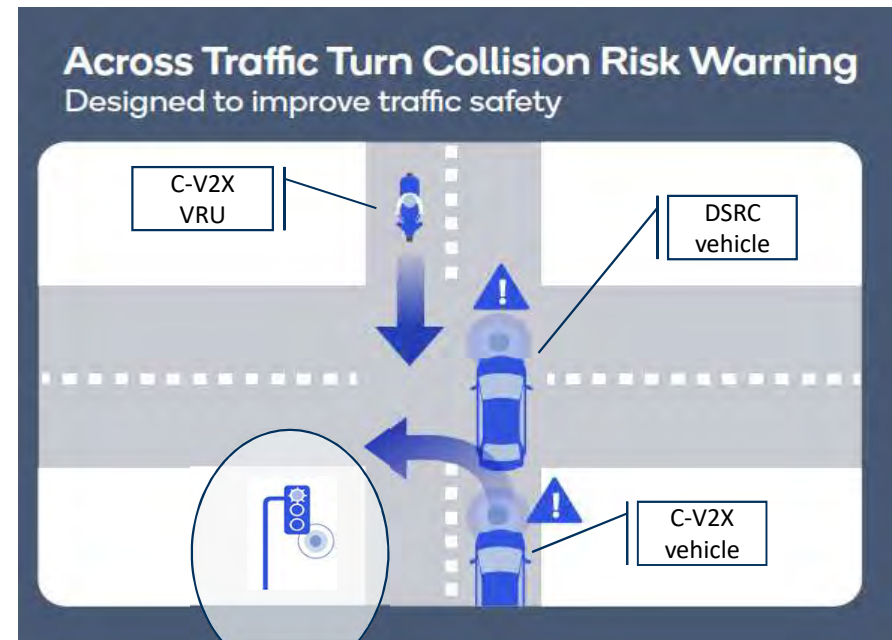 Across Traffic Turn Collision Risk Warning
Designed to improve traffic safety
C-V2X
VRU
DSRC
vehicle
!
!
C-V2X
vehicle